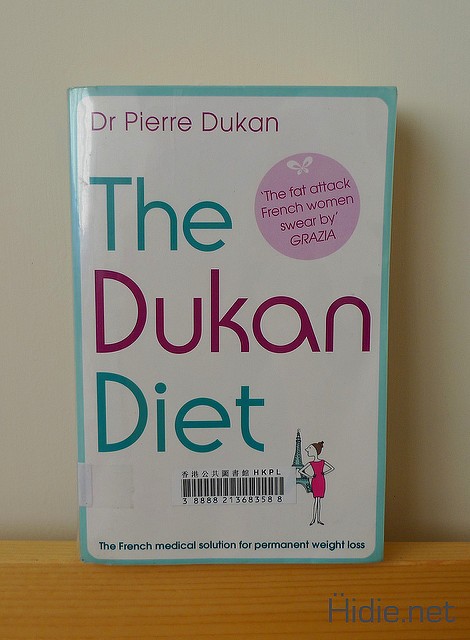 Dr Pierre Dukan
The
Dukan
Diet
'The fat attack
French women
swear by'
GRAZIA
香港公共圖書館 HKPL
3 8888 21368358 8
The French medical solution for permanent weight loss
Hidie.net